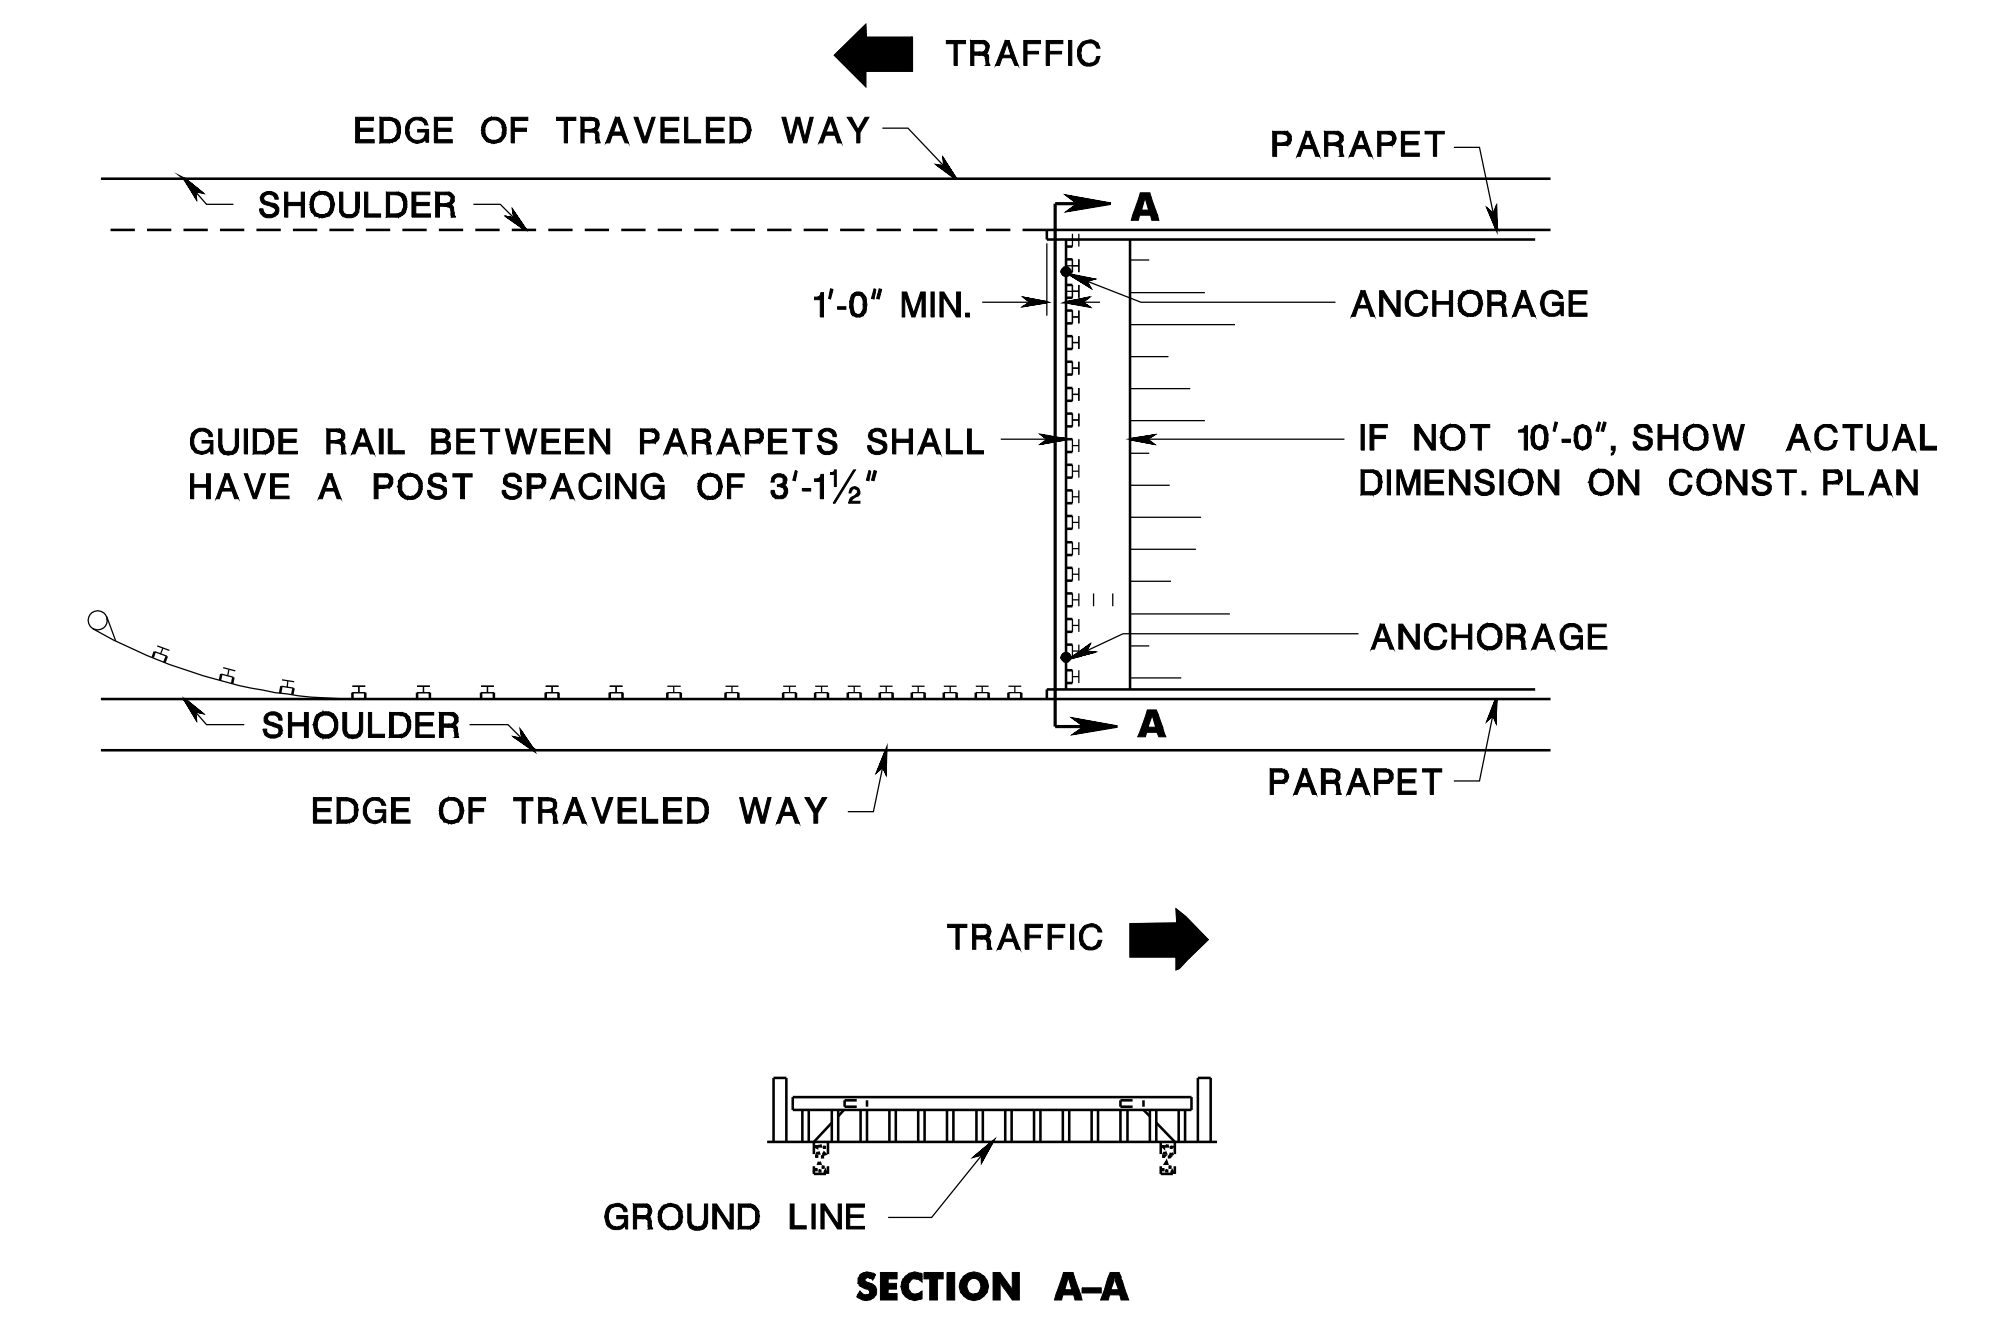 TRAFFIC
EDGE OF TRAVELED WAY
PARAPET
SHOULDER
A
1'-0" MIN.
ANCHORAGE
GUIDE RAIL BETWEEN PARAPETS SHALL
HAVE A POST SPACING OF 3'-1½"
IF NOT 10'-0", SHOW ACTUAL
DIMENSION ON CONST. PLAN
ANCHORAGE
SHOULDER
A
PARAPET
EDGE OF TRAVELED WAY
TRAFFIC
GROUND LINE
SECTION A–A